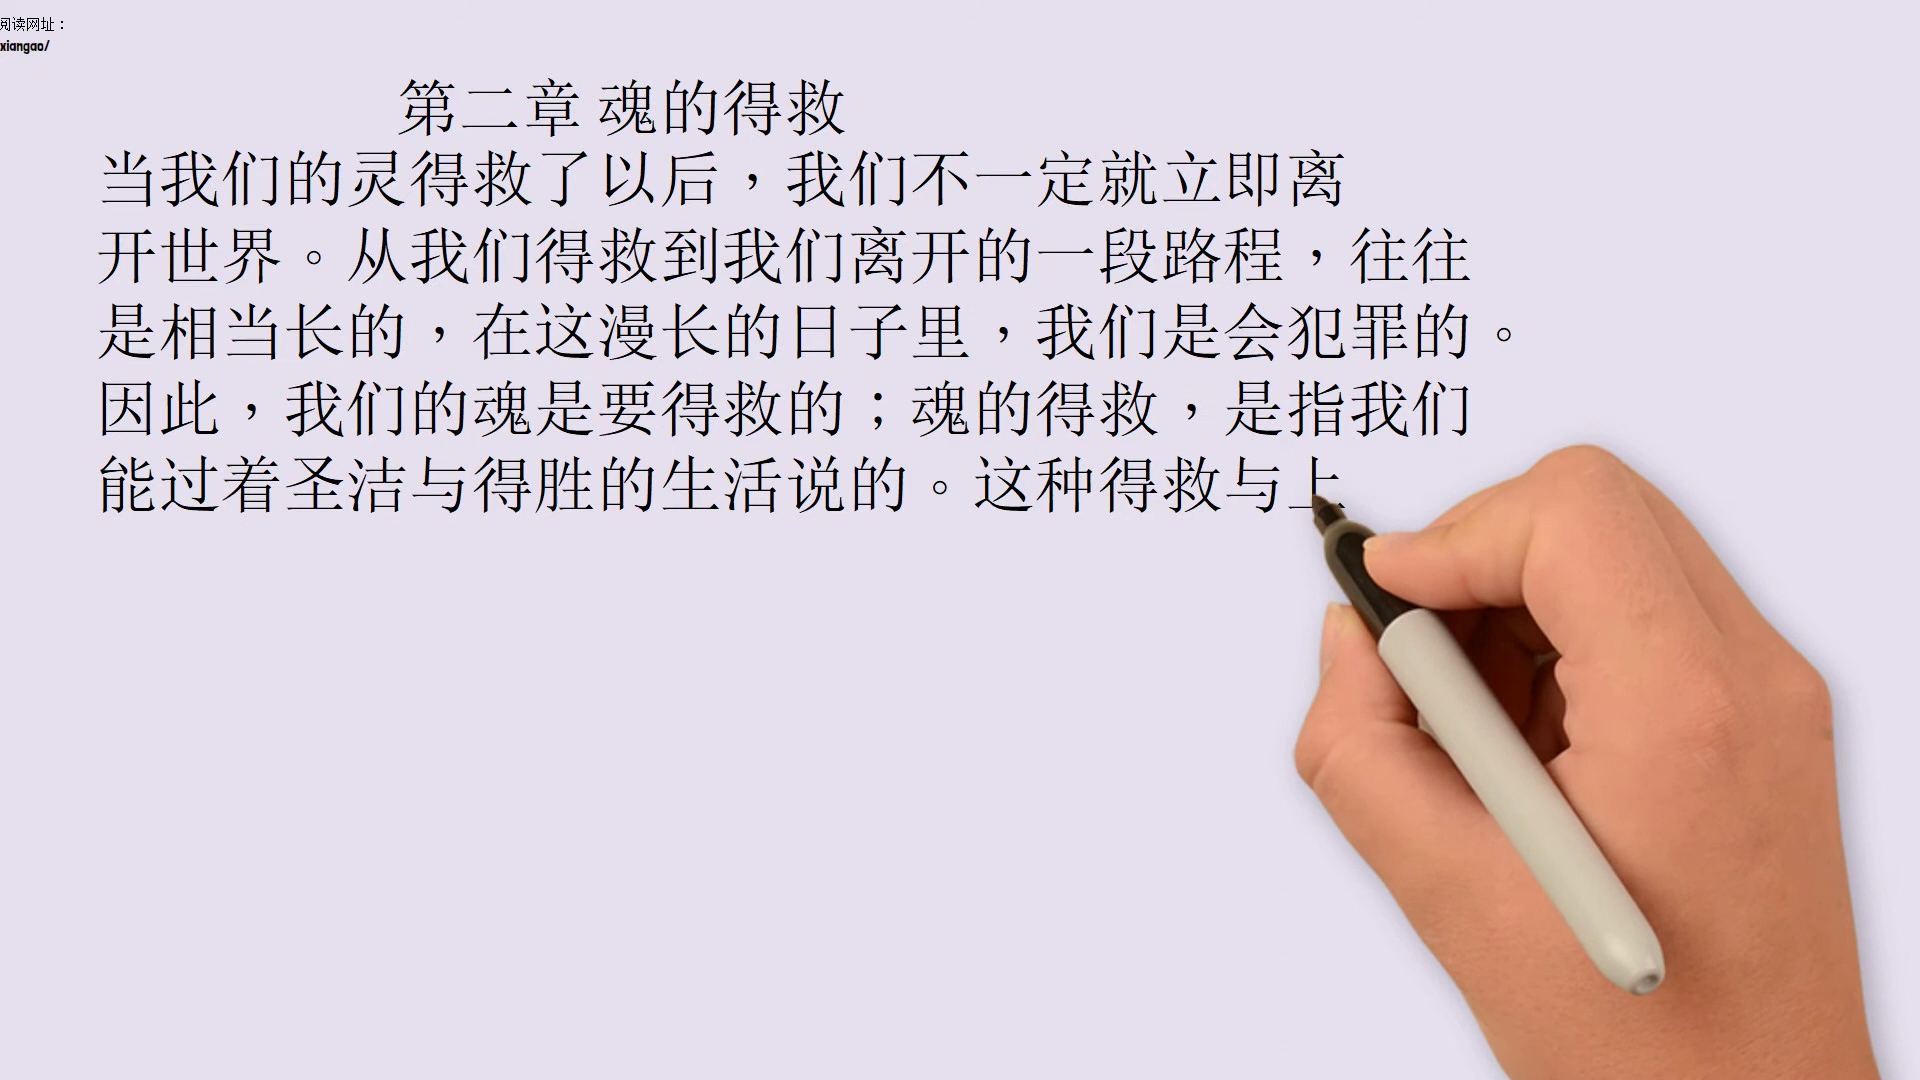 阅读网址：
xiangao/
第二章 魂的得救
当我们的灵得救了以后，我们不一定就立即离
开世界。从我们得救到我们离开的一段路程，往往
是相当长的，在这漫长的日子里，我们是会犯罪的。
因此，我们的魂是要得救的；魂的得救，是指我们
能过着圣洁与得胜的生活说的。这种得救与上